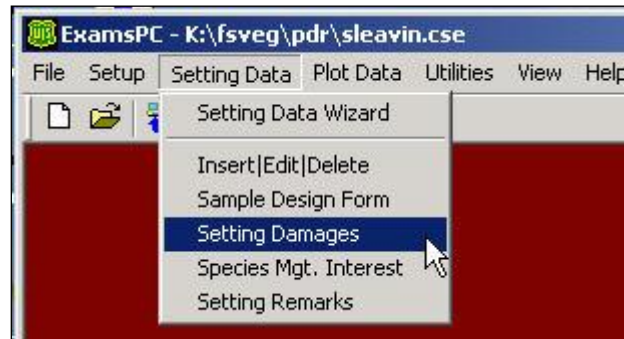 ExamsPC - K:\fsveg\pdr\sleavin.cse
File Setup Setting Data Plot Data Utilities View Help
Setting Data Wizard
Insert|Edit|Delete
Sample Design Form
Setting Damages
Species Mgt. Interest
Setting Remarks